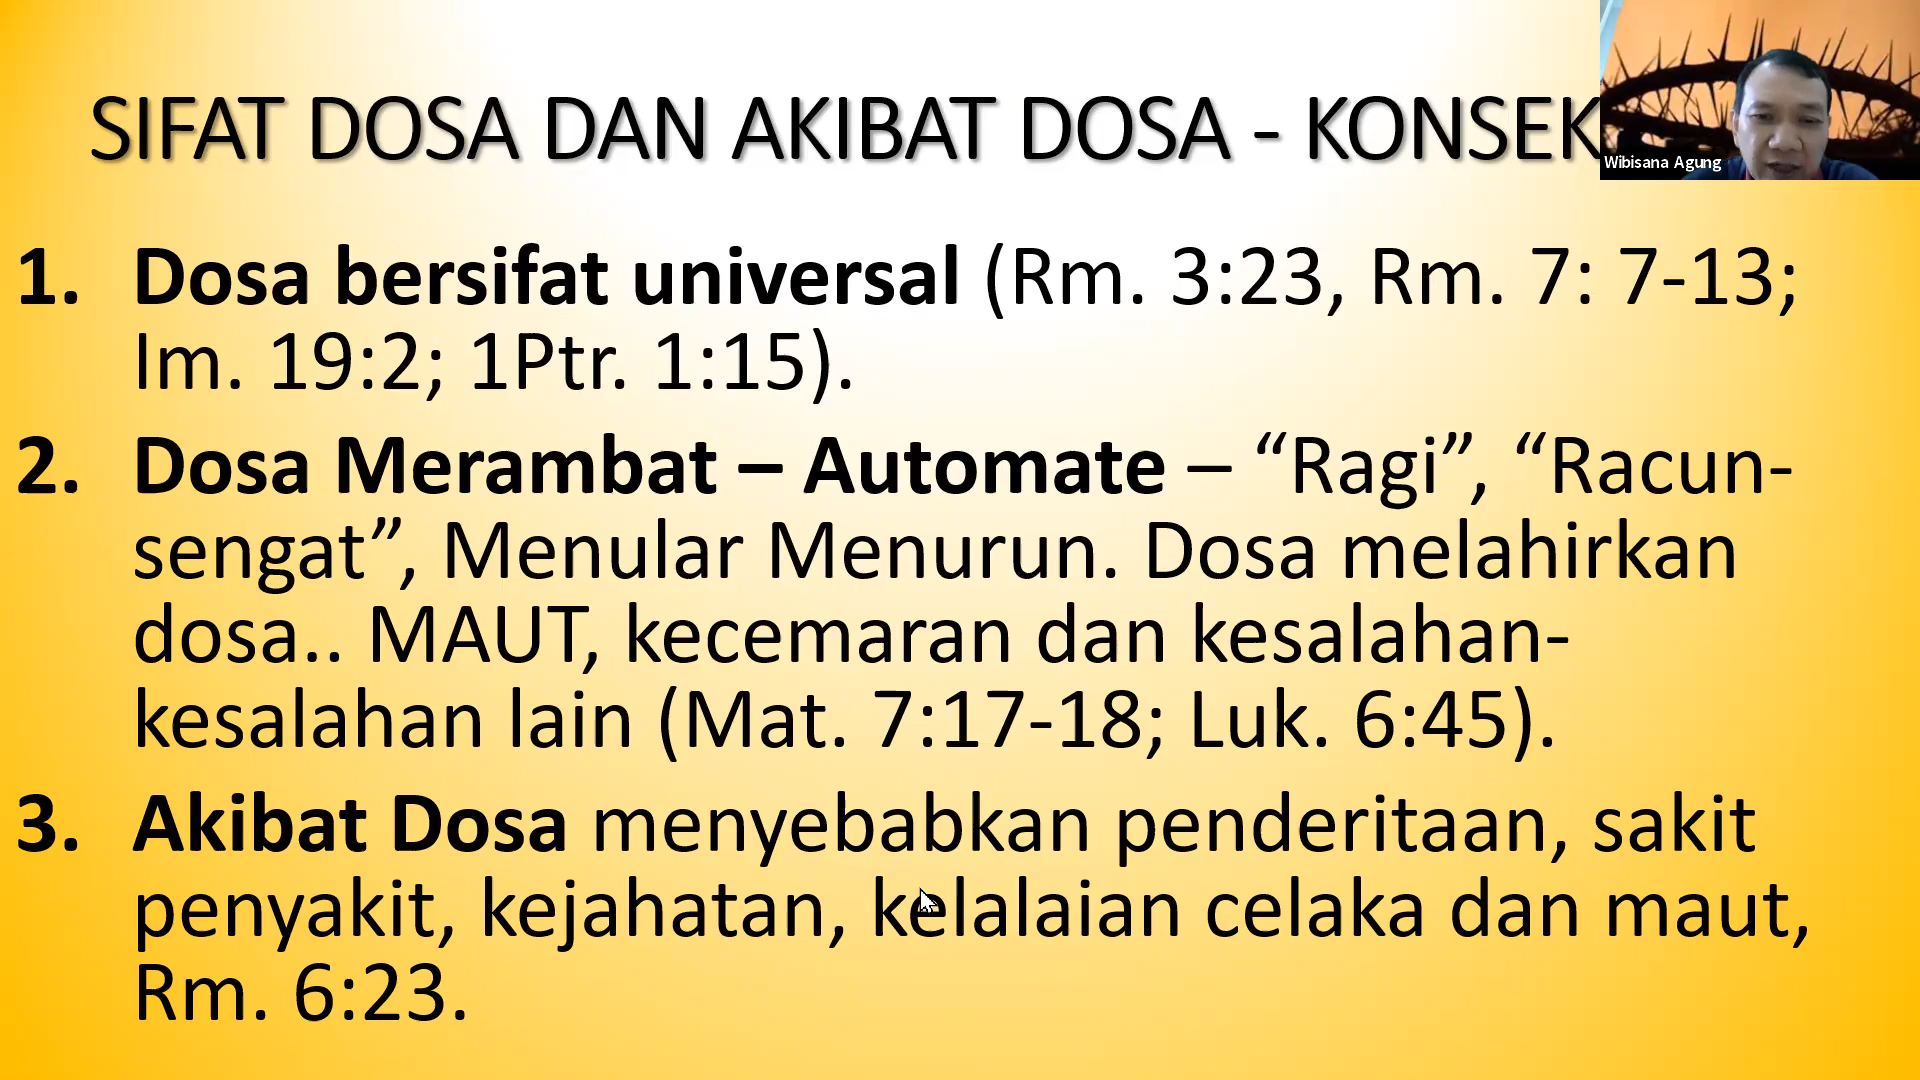 SIFAT DOSA DAN AKIBAT DOSA - KONSEK
Wibisana Agung
1. Dosa bersifat universal (Rm. 3:23, Rm. 7: 7-13;
Im. 19:2; 1Ptr. 1:15).
2. Dosa Merambat – Automate – “Ragi”, “Racun-
sengat”, Menular Menurun. Dosa melahirkan
dosa.. MAUT, kecemaran dan kesalahan-
kesalahan lain (Mat. 7:17-18; Luk. 6:45).
3. Akibat Dosa menyebabkan penderitaan, sakit
penyakit, kejahatan, kelalaian celaka dan maut,
Rm. 6:23.